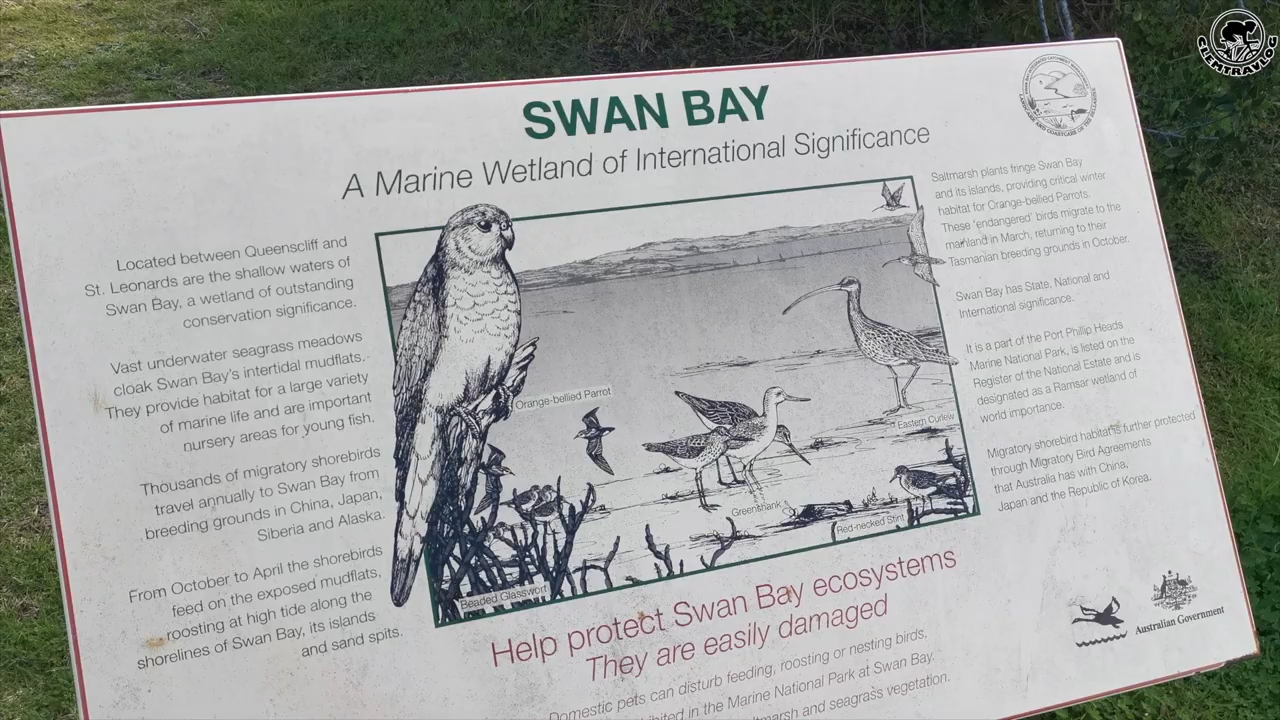 CLEMTRAVLOG
SWAN BAY
A Marine Wetland of International Significance
Located between Queenscliff and
St. Leonards are the shallow waters of
Swan Bay, a wetland of outstanding
conservation significance.
Vast underwater seagrass meadows
cloak Swan Bay's intertidal mudflats.
They provide habitat for a large variety
of marine life and are important
nursery areas for young fish.
Thousands of migratory shorebirds
travel annually to Swan Bay from
breeding grounds in China, Japan,
Siberia and Alaska.
From October to April the shorebirds
feed on the exposed mudflats,
roosting at high tide along the
shorelines of Swan Bay, its islands
and sand spits.
Orange-bellied Parrot
Eastern Curlew
Greenshank
Red-necked Stint
Beaded Glasswort
Saltmarsh plants fringe Swan Bay
and its islands, providing critical winter
habitat for Orange-bellied Parrots.
These 'endangered' birds migrate to the
mainland in March, returning to their
Tasmanian breeding grounds in October.
Swan Bay has State, National and
International significance.
It is a part of the Port Phillip Heads
Marine National Park, is listed on the
Register of the National Estate and is
designated as a Ramsar wetland of
world importance.
Migratory shorebird habitat is further protected
through Migratory Bird Agreements
that Australia has with China,
Japan and the Republic of Korea.
Help protect Swan Bay ecosystems
They are easily damaged
Domestic pets can disturb feeding, roosting or nesting birds,
in the Marine National Park at Swan Bay.
and seagrass vegetation.
Australian Government